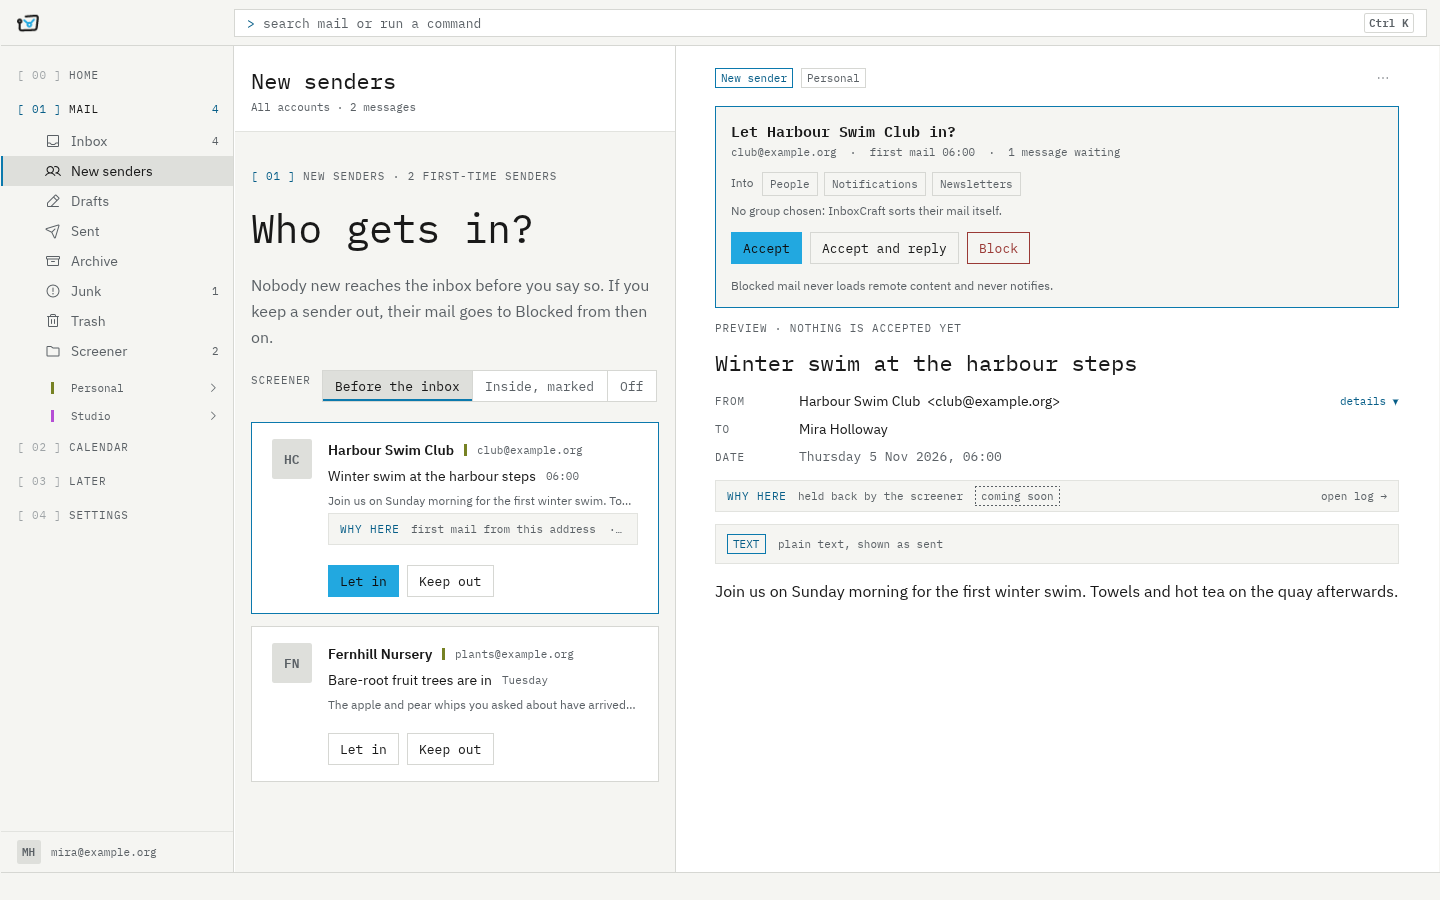 > search mail or run a command
Ctrl K
[ 00 ] HOME
[ 01 ] MAIL 4
Inbox 4
New senders
Drafts
Sent
Archive
Junk 1
Trash
Screener 2
Personal
Studio
[ 02 ] CALENDAR
[ 03 ] LATER
[ 04 ] SETTINGS
MH mira@example.org
New senders
All accounts · 2 messages
[ 01 ] NEW SENDERS · 2 FIRST-TIME SENDERS
Who gets in?
Nobody new reaches the inbox before you say so. If you
keep a sender out, their mail goes to Blocked from then
on.
SCREENER Before the inbox Inside, marked Off
HC Harbour Swim Club club@example.org
Winter swim at the harbour steps 06:00
Join us on Sunday morning for the first winter swim. To…
WHY HERE first mail from this address ·…
Let in Keep out
FN Fernhill Nursery plants@example.org
Bare-root fruit trees are in Tuesday
The apple and pear whips you asked about have arrived…
Let in Keep out
New sender Personal ···
Let Harbour Swim Club in?
club@example.org · first mail 06:00 · 1 message waiting
Into People Notifications Newsletters
No group chosen: InboxCraft sorts their mail itself.
Accept Accept and reply Block
Blocked mail never loads remote content and never notifies.
PREVIEW · NOTHING IS ACCEPTED YET
Winter swim at the harbour steps
FROM Harbour Swim Club <club@example.org> details ▾
TO Mira Holloway
DATE Thursday 5 Nov 2026, 06:00
WHY HERE held back by the screener coming soon open log →
TEXT plain text, shown as sent
Join us on Sunday morning for the first winter swim. Towels and hot tea on the quay afterwards.